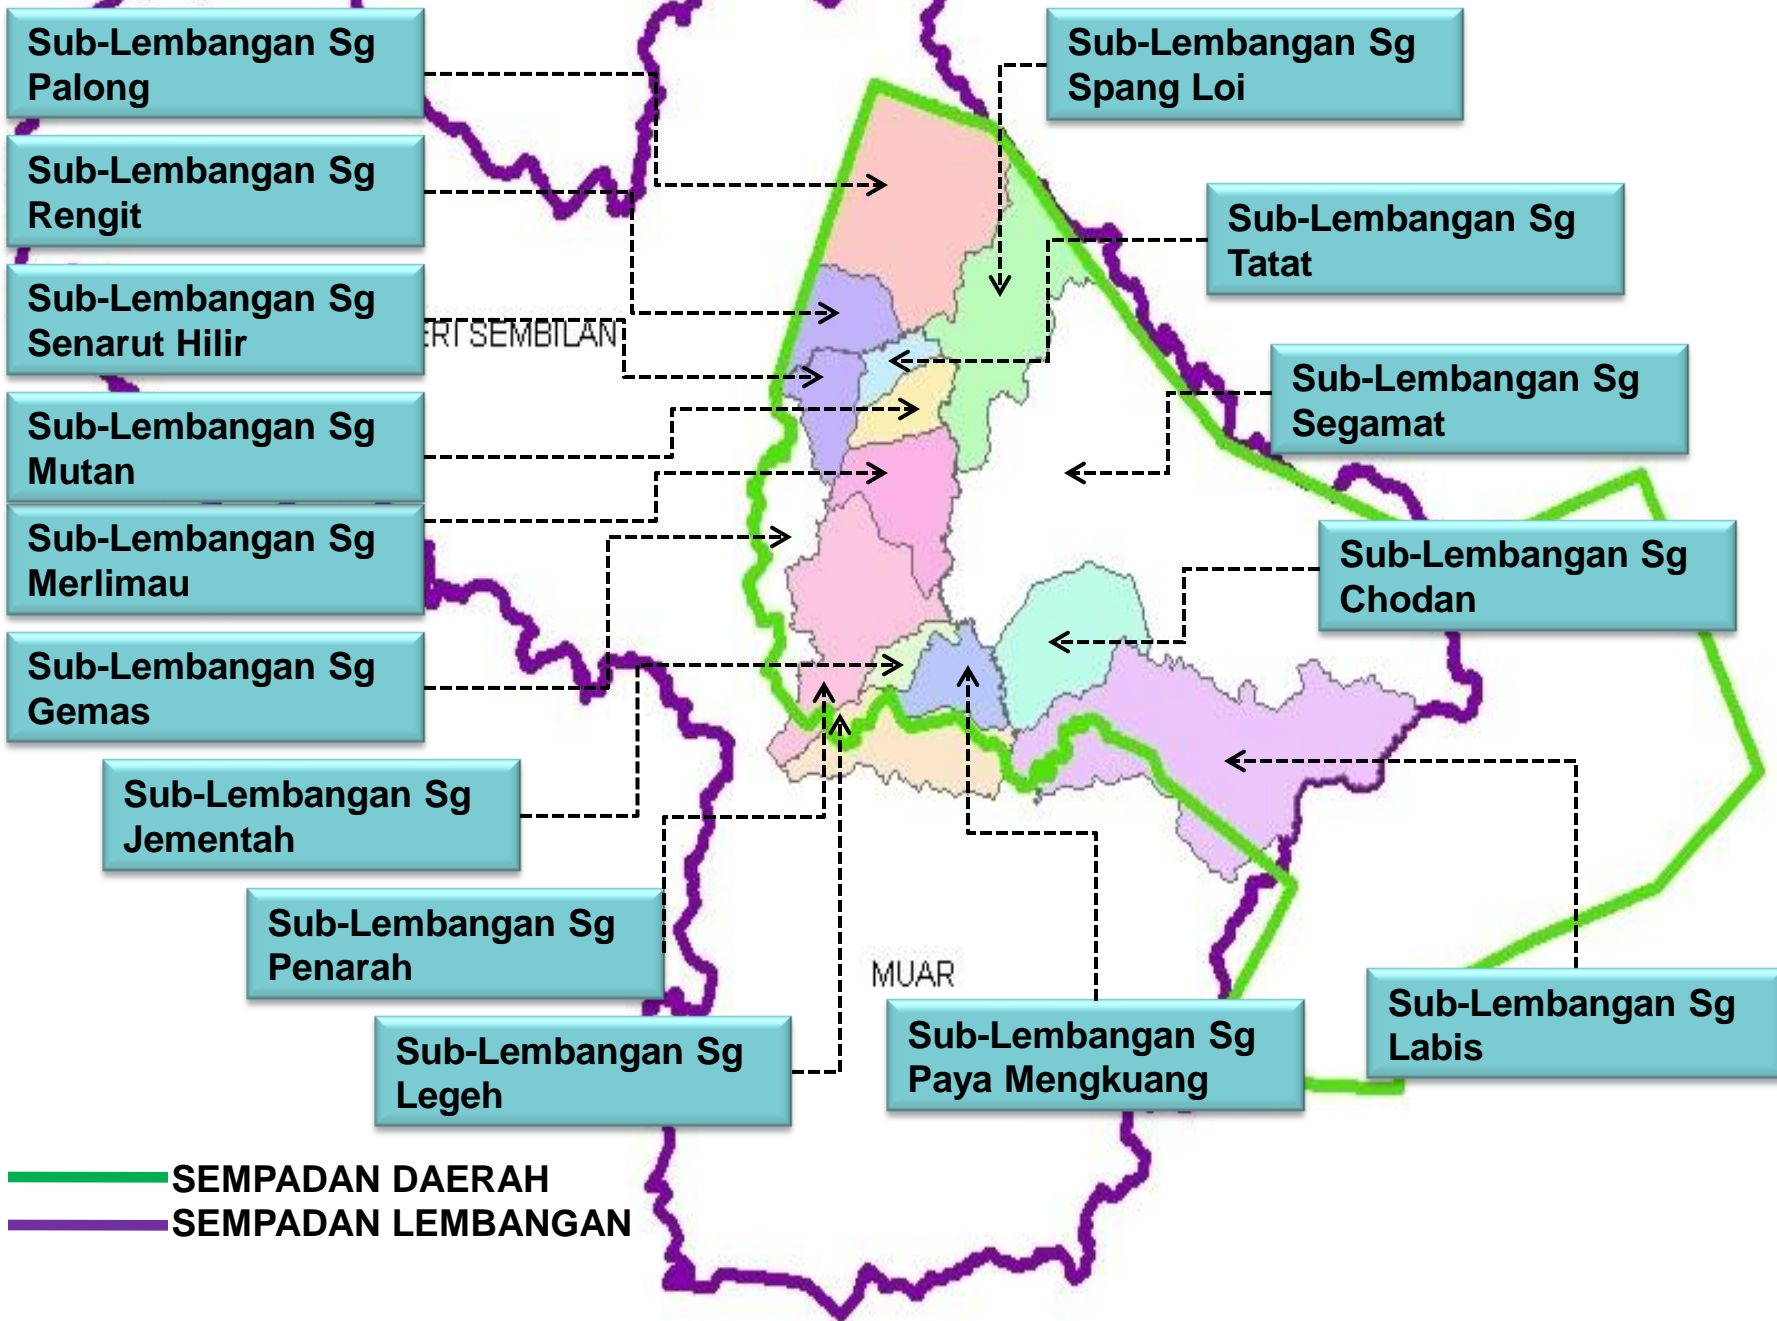 Sub-Lembangan Sg
Palong
Sub-Lembangan Sg
Spang Loi
Sub-Lembangan Sg
Rengit
Sub-Lembangan Sg
Tatat
Sub-Lembangan Sg
Senarut Hilir
ERI SEMBILAN
Sub-Lembangan Sg
Segamat
Sub-Lembangan Sg
Mutan
Sub-Lembangan Sg
Merlimau
Sub-Lembangan Sg
Chodan
Sub-Lembangan Sg
Gemas
Sub-Lembangan Sg
Jementah
Sub-Lembangan Sg
Penarah
MUAR
Sub-Lembangan Sg
Labis
Sub-Lembangan Sg
Paya Mengkuang
Sub-Lembangan Sg
Legeh
SEMPADAN DAERAH
SEMPADAN LEMBANGAN